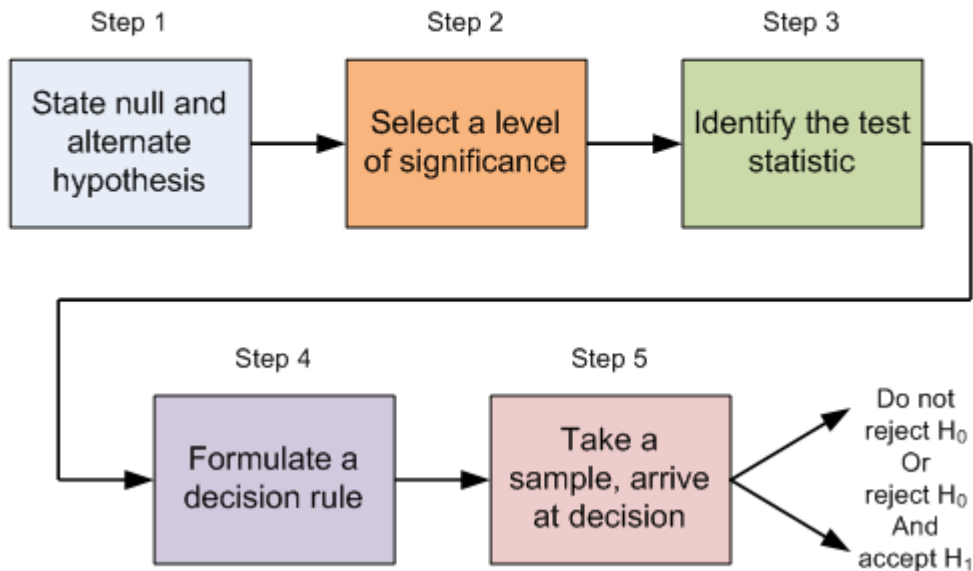 Step 1
State null and
alternate
hypothesis
Step 2
Select a level
of significance
Step 3
Identify the test
statistic
Step 4
Formulate a
decision rule
Step 5
Take a
sample, arrive
at decision
Do not
reject H₀
Or
reject H₀
And
accept H₁